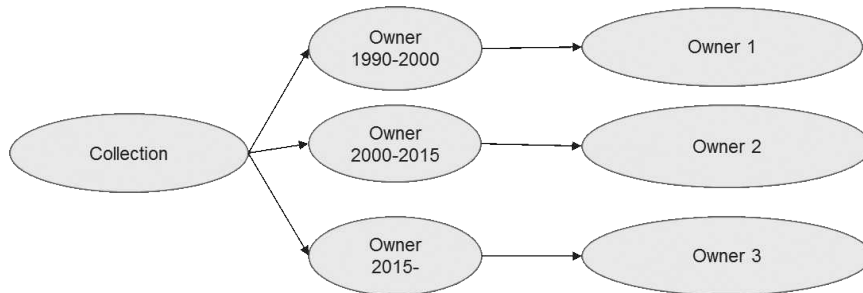 Owner
1990-2000
Owner 1
Collection
Owner
2000-2015
Owner 2
Owner
2015-
Owner 3